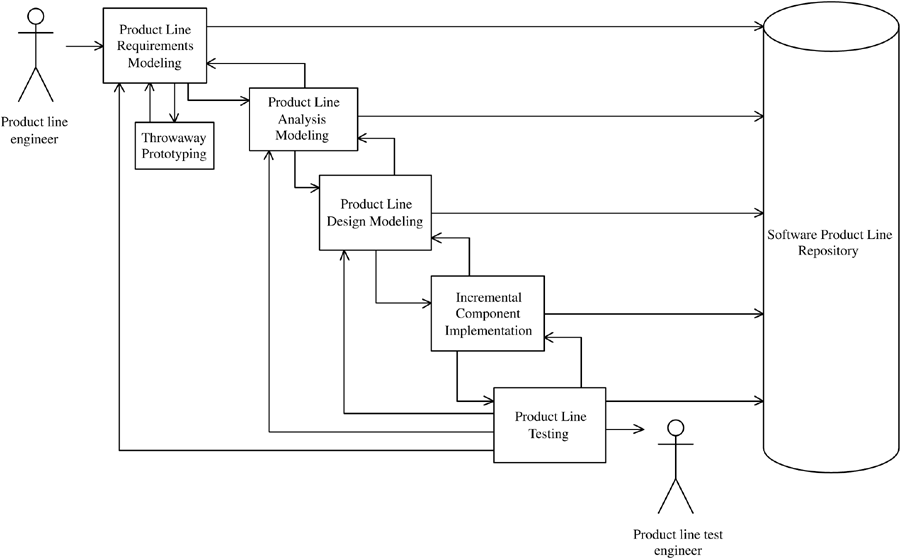 Product line
engineer
Product Line
Requirements
Modeling
Throwaway
Prototyping
Product Line
Analysis
Modeling
Product Line
Design Modeling
Incremental
Component
Implementation
Product Line
Testing
Product line test
engineer
Software Product Line
Repository